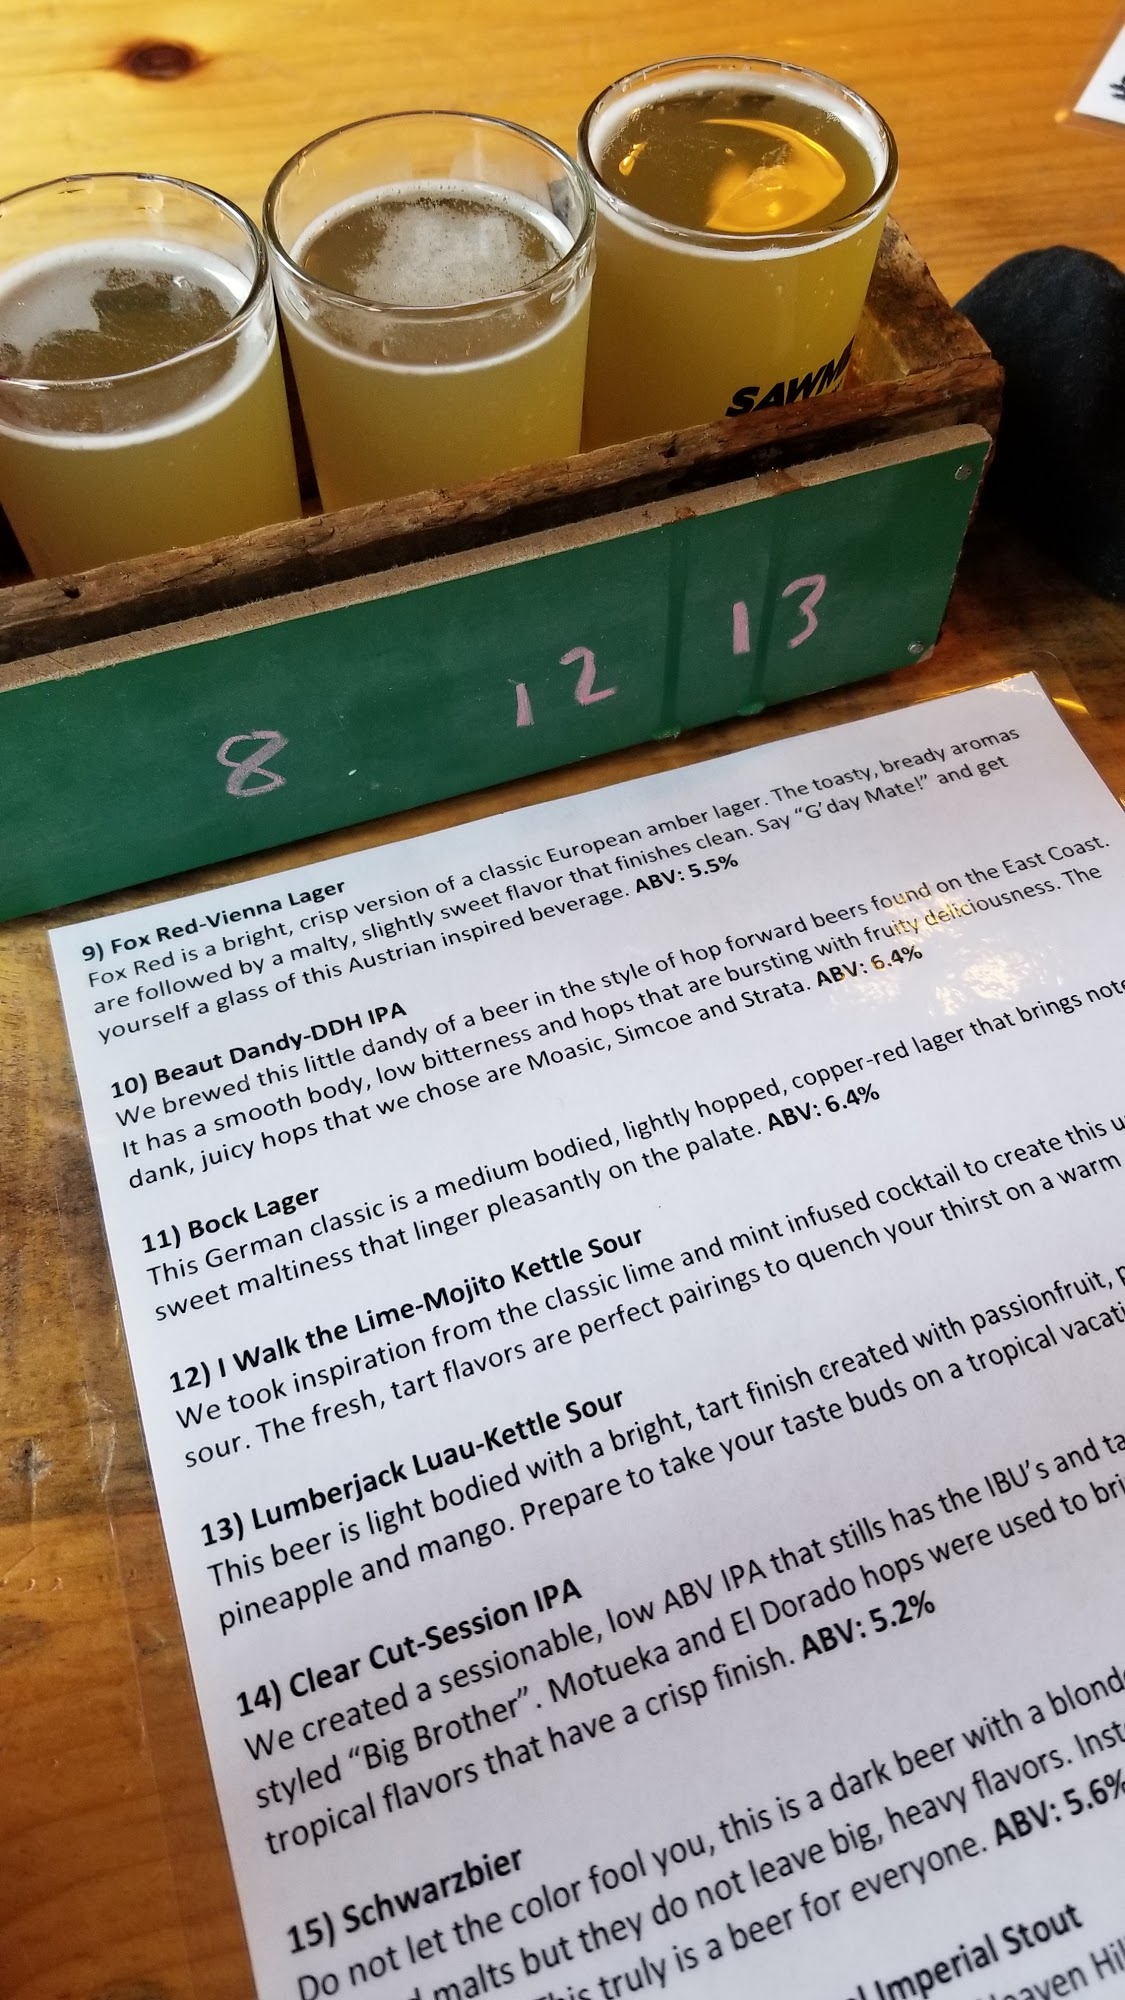 SAWM
8 12 13
9) Fox Red-Vienna Lager
Fox Red is a bright, crisp version of a classic European amber lager. The toasty, bready aromas
are followed by a malty, slightly sweet flavor that finishes clean. Say “G’day Mate!” and get
yourself a glass of this Austrian inspired beverage. ABV: 5.5%
10) Beaut Dandy-DDH IPA
We brewed this little dandy of a beer in the style of hop forward beers found on the East Coast.
It has a smooth body, low bitterness and hops that are bursting with fruity deliciousness. The
dank, juicy hops that we chose are Moasic, Simcoe and Strata. ABV: 6.4%
11) Bock Lager
This German classic is a medium bodied, lightly hopped, copper-red lager that brings note
sweet maltiness that linger pleasantly on the palate. ABV: 6.4%
12) I Walk the Lime-Mojito Kettle Sour
We took inspiration from the classic lime and mint infused cocktail to create this u
sour. The fresh, tart flavors are perfect pairings to quench your thirst on a warm
13) Lumberjack Luau-Kettle Sour
This beer is light bodied with a bright, tart finish created with passionfruit, p
pineapple and mango. Prepare to take your taste buds on a tropical vacati
14) Clear Cut-Session IPA
We created a sessionable, low ABV IPA that stills has the IBU’s and ta
styled “Big Brother”. Motueka and El Dorado hops were used to bri
tropical flavors that have a crisp finish. ABV: 5.2%
15) Schwarzbier
Do not let the color fool you, this is a dark beer with a blond
malts but they do not leave big, heavy flavors. Inst
This truly is a beer for everyone. ABV: 5.6%
Imperial Stout
Heaven Hil